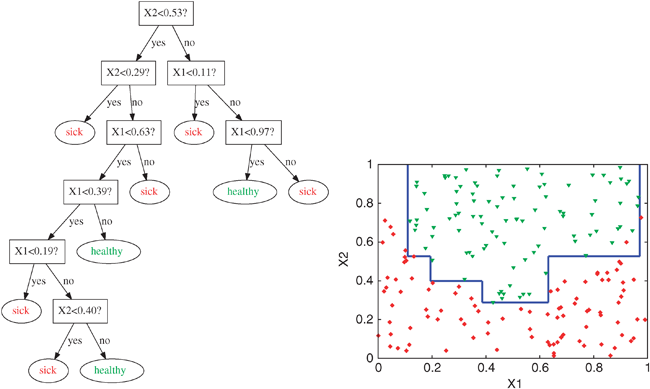 X2<0.53?
yes no
X2<0.29? X1<0.11?
yes no yes no
sick X1<0.63? sick X1<0.97?
yes no yes no
X1<0.39? sick healthy sick
yes no
X1<0.19? healthy
yes no
sick X2<0.40?
yes no
sick healthy
1
0.8
0.6
0.4
0.2
0
X2
0 0.2 0.4 0.6 0.8 1
X1